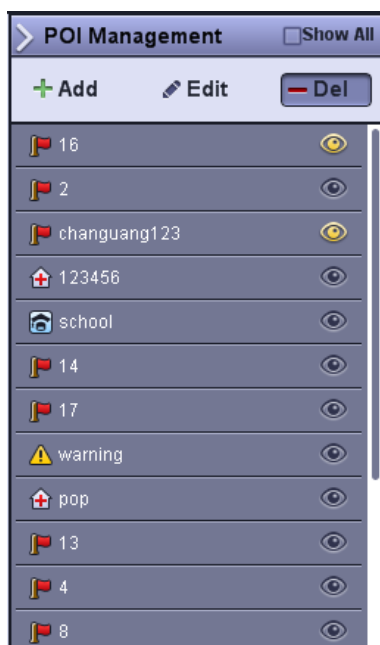 POI Management Show All
Add Edit Del
16
2
changuang123
123456
school
14
17
warning
pop
13
4
8